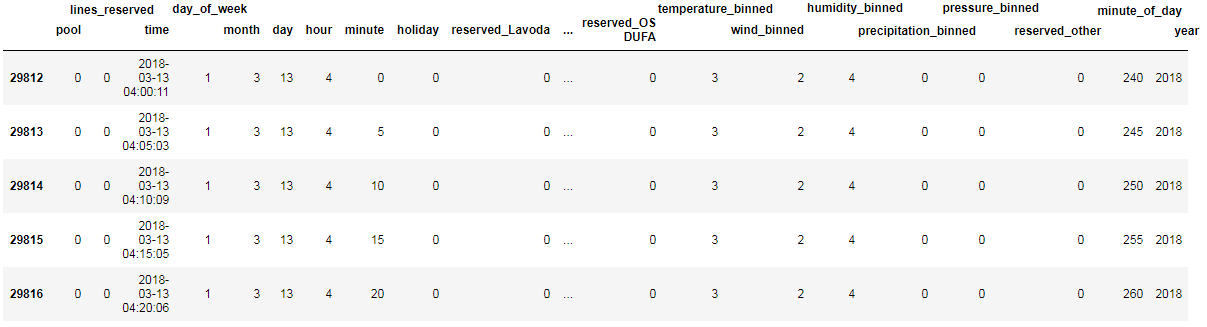 lines_reserved day_of_week reserved_OS temperature_binned humidity_binned pressure_binned minute_of_day
pool time month day hour minute holiday reserved_Lavoda ... DUFA wind_binned precipitation_binned reserved_other year
29812 0 0 2018-03-13 04:00:11 1 3 13 4 0 0 0 ... 0 3 2 4 0 0 0 240 2018
29813 0 0 2018-03-13 04:05:03 1 3 13 4 5 0 0 ... 0 3 2 4 0 0 0 245 2018
29814 0 0 2018-03-13 04:10:09 1 3 13 4 10 0 0 ... 0 3 2 4 0 0 0 250 2018
29815 0 0 2018-03-13 04:15:05 1 3 13 4 15 0 0 ... 0 3 2 4 0 0 0 255 2018
29816 0 0 2018-03-13 04:20:06 1 3 13 4 20 0 0 ... 0 3 2 4 0 0 0 260 2018